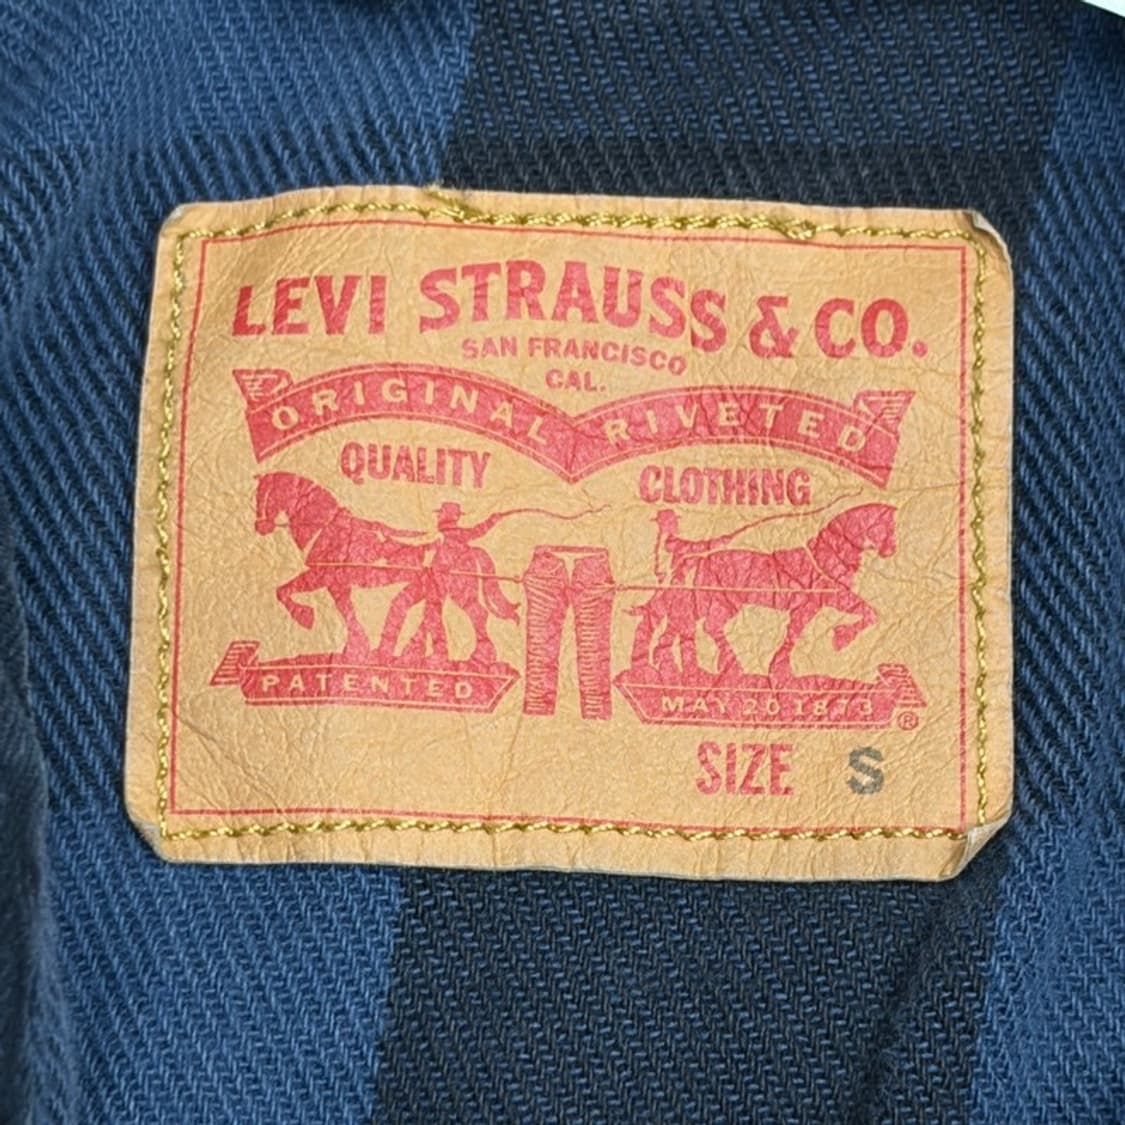 LEVI STRAUSS & CO.
SAN FRANCISCO
CAL.
ORIGINAL RIVETED
QUALITY CLOTHING
PATENTED MAY 20 1873
®
SIZE S